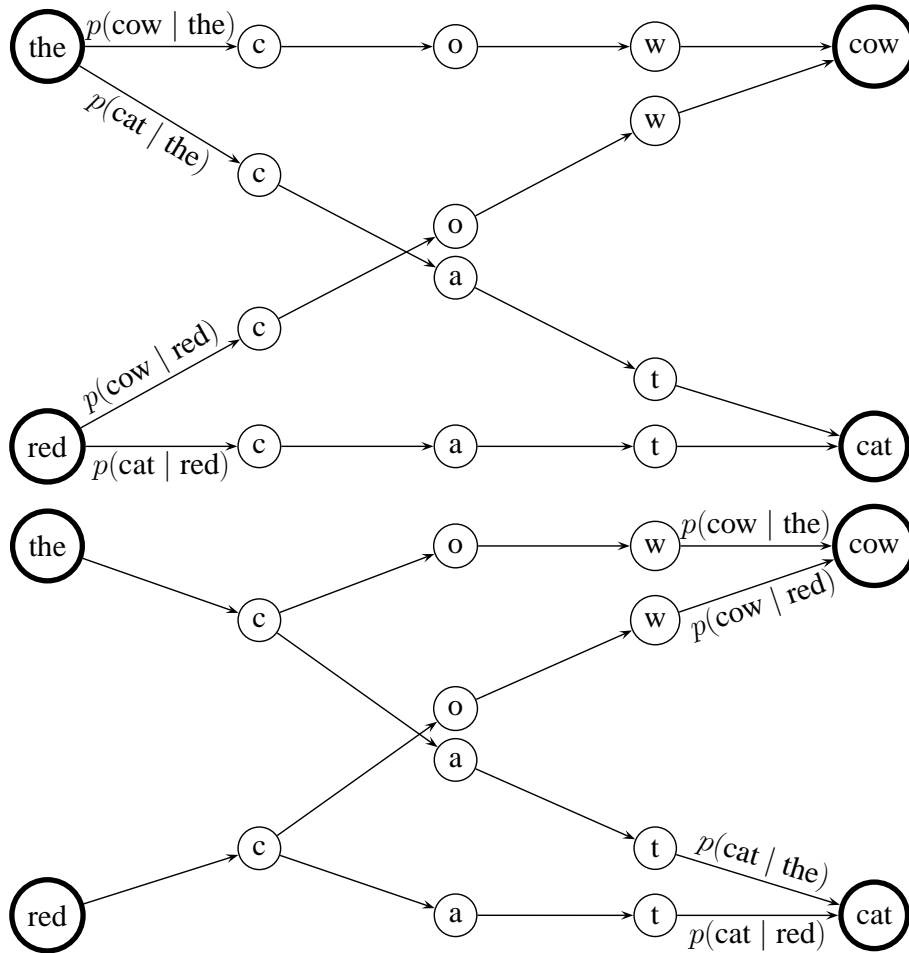 the p(cow | the) c o w cow
p(cat | the)
w
c
o
a
c
p(cow | red)
t
red c a t cat
p(cat | red)
the o w p(cow | the) cow
c w p(cow | red)
o
a
c t p(cat | the)
red a t cat
p(cat | red)